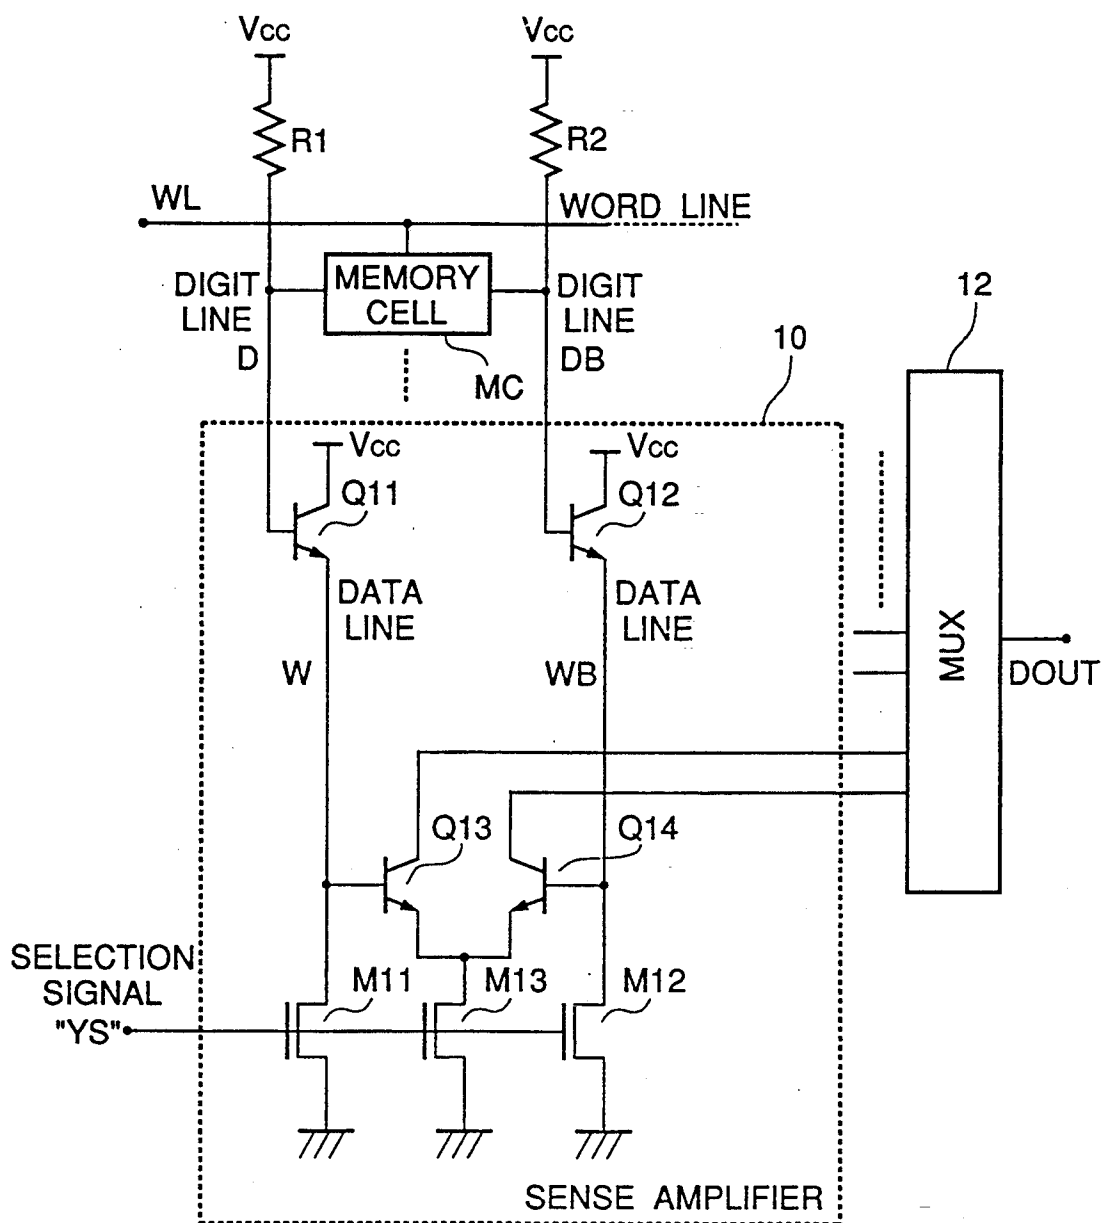 Vcc
Vcc
R1
R2
WL
WORD LINE
DIGIT
LINE
D
MEMORY
CELL
DIGIT
LINE
DB
MC
10
12
Vcc
Vcc
Q11
Q12
DATA
LINE
DATA
LINE
W
WB
MUX
DOUT
Q13
Q14
SELECTION
SIGNAL
"YS"
M11
M13
M12
SENSE AMPLIFIER